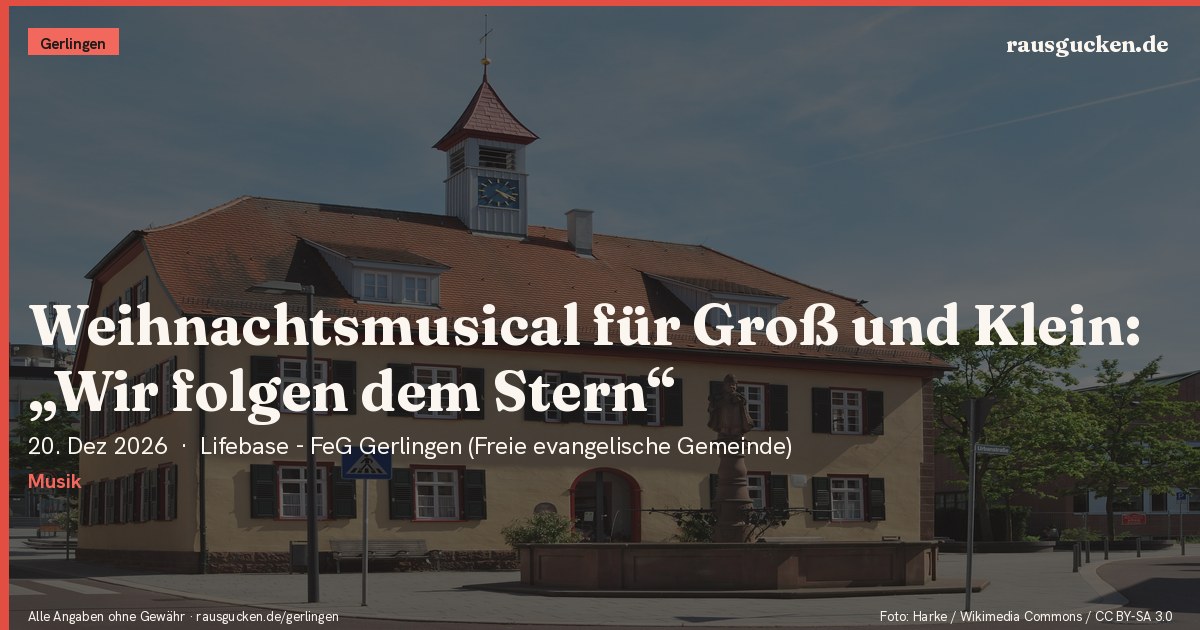 Gerlingen
rausgucken.de
Weihnachtsmusical für Groß und Klein:
„Wir folgen dem Stern“
20. Dez 2026 · Lifebase - FeG Gerlingen (Freie evangelische Gemeinde)
Musik
Alle Angaben ohne Gewähr · rausgucken.de/gerlingen
Foto: Harke / Wikimedia Commons / CC BY-SA 3.0